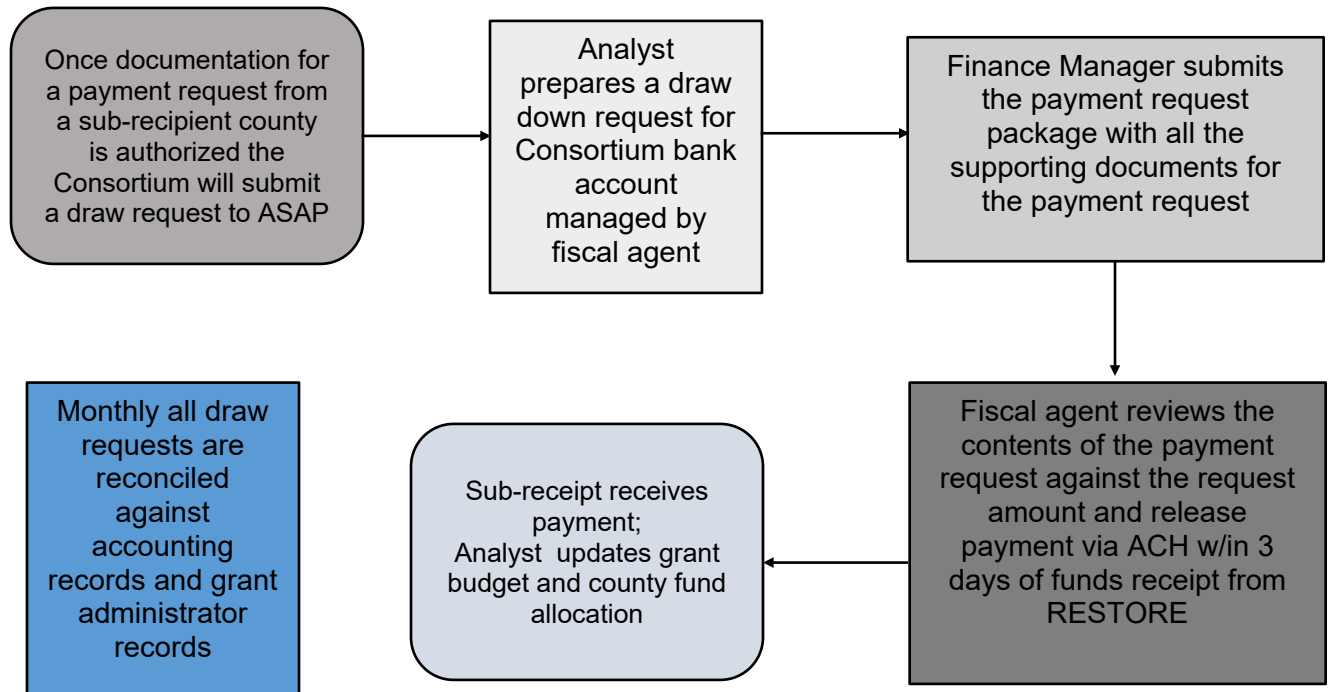 Once documentation for
a payment request from
a sub-recipient county
is authorized the
Consortium will submit
a draw request to ASAP
Analyst
prepares a draw
down request for
Consortium bank
account
managed by
fiscal agent
Finance Manager submits
the payment request
package with all the
supporting documents for
the payment request
Fiscal agent reviews the
contents of the payment
request against the request
amount and release
payment via ACH w/in 3
days of funds receipt from
RESTORE
Sub-receipt receives
payment;
Analyst updates grant
budget and county fund
allocation
Monthly all draw
requests are
reconciled
against
accounting
records and grant
administrator
records